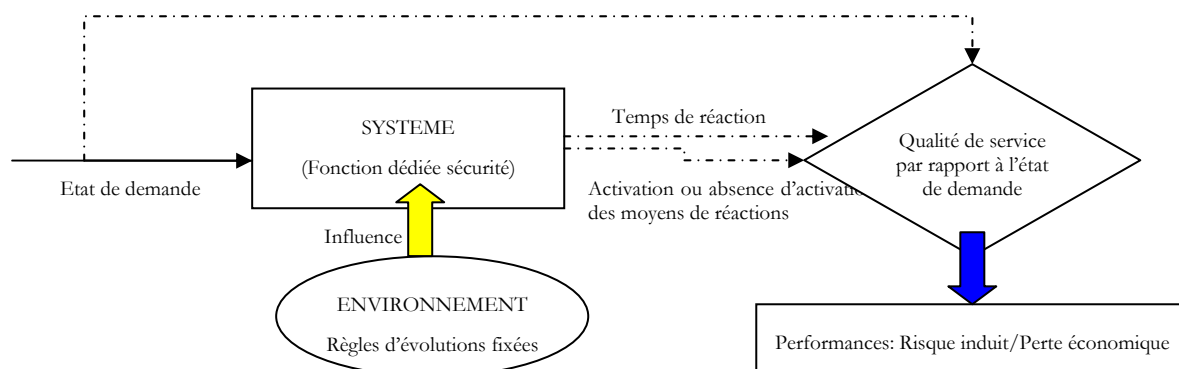 SYSTEME
(Fonction dédiée sécurité)
Etat de demande
Temps de réaction
Activation ou absence d'activa
des moyens de réactions
Qualité de service
par rapport à l'état
de demande
Influence
ENVIRONNEMENT
Règles d'évolutions fixées
Performances: Risque induit/Perte économique